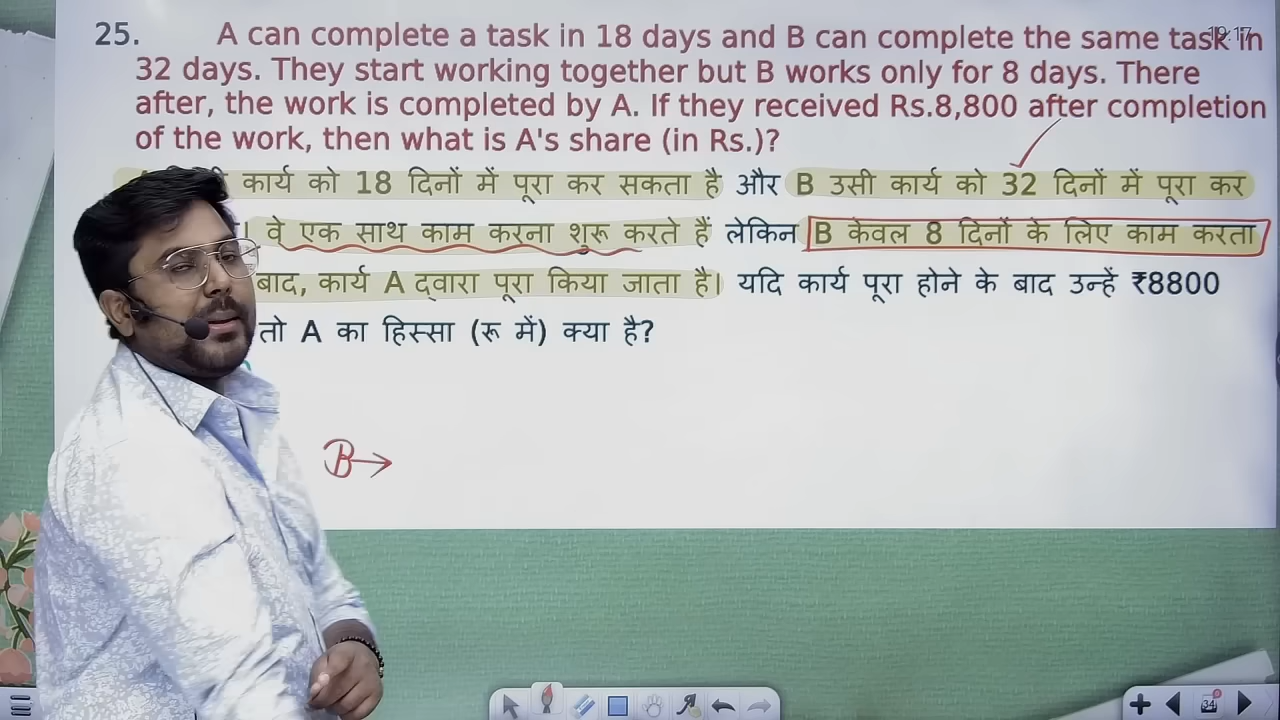 25. A can complete a task in 18 days and B can complete the same task in
32 days. They start working together but B works only for 8 days. There
after, the work is completed by A. If they received Rs.8,800 after completion
of the work, then what is A's share (in Rs.)?
कार्य को 18 दिनों में पूरा कर सकता है और B उसी कार्य को 32 दिनों में पूरा कर
। वे एक साथ काम करना शुरू करते हैं लेकिन B केवल 8 दिनों के लिए काम करता
बाद, कार्य A द्वारा पूरा किया जाता है। यदि कार्य पूरा होने के बाद उन्हें ₹8800
तो A का हिस्सा (रू में) क्या है?
B→
34